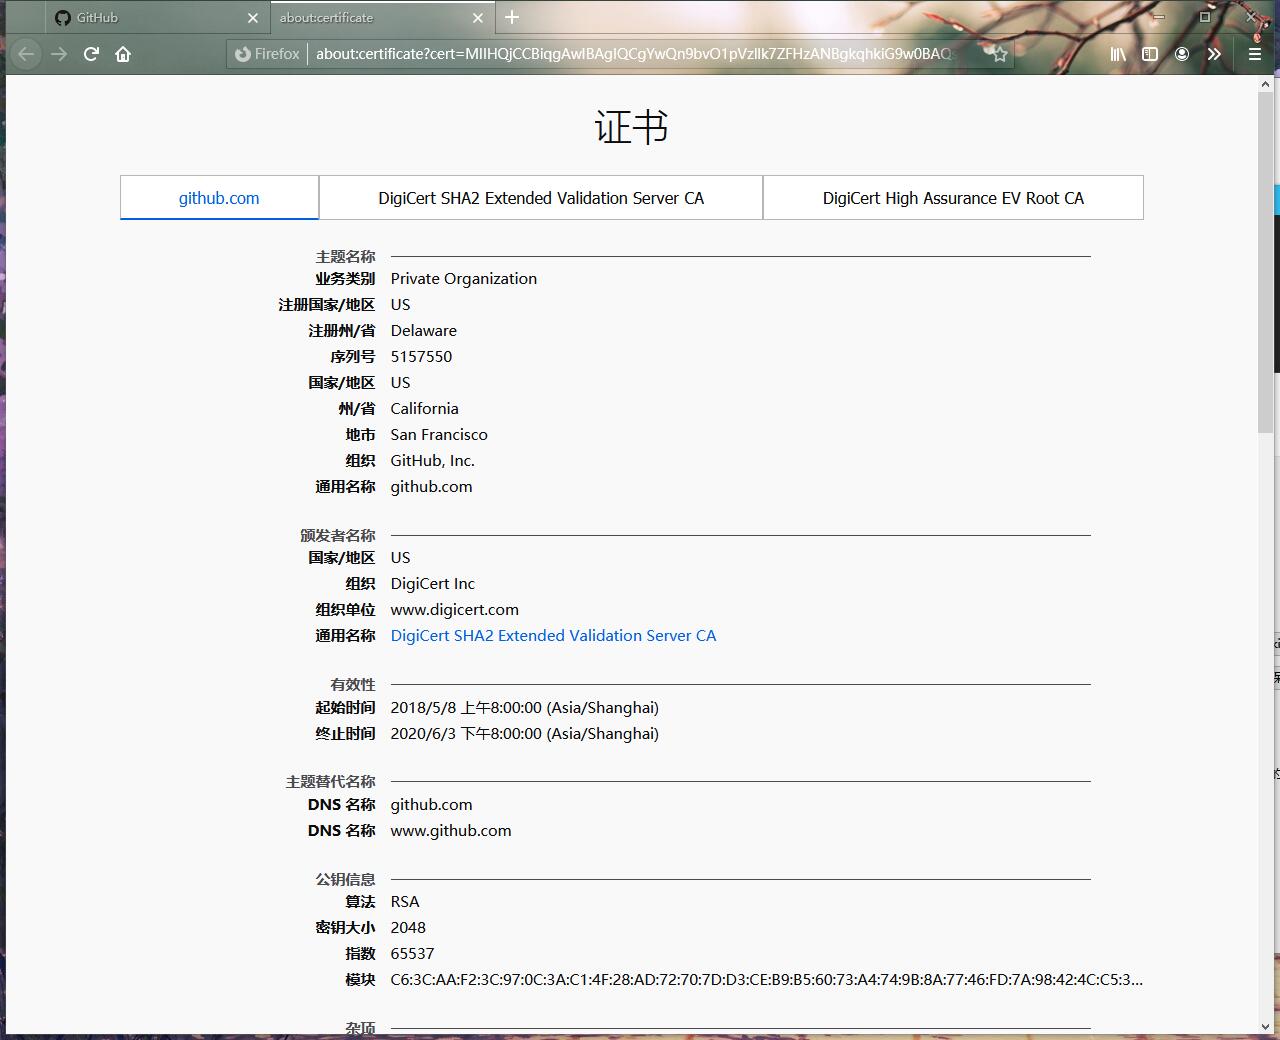 GitHub
about:certificate
Firefox
about:certificate?cert=MIIHQjCCBiqgAwIBAgIQCgYwQn9bvO1pVzllk7ZFHzANBgkqhkiG9w0BAQ
证书
github.com
DigiCert SHA2 Extended Validation Server CA
DigiCert High Assurance EV Root CA
主题名称
业务类别 Private Organization
注册国家/地区 US
注册州/省 Delaware
序列号 5157550
国家/地区 US
州/省 California
地市 San Francisco
组织 GitHub, Inc.
通用名称 github.com
颁发者名称
国家/地区 US
组织 DigiCert Inc
组织单位 www.digicert.com
通用名称 DigiCert SHA2 Extended Validation Server CA
有效性
起始时间 2018/5/8 上午8:00:00 (Asia/Shanghai)
终止时间 2020/6/3 下午8:00:00 (Asia/Shanghai)
主题替代名称
DNS 名称 github.com
DNS 名称 www.github.com
公钥信息
算法 RSA
密钥大小 2048
指数 65537
模块 C6:3C:AA:F2:3C:97:0C:3A:C1:4F:28:AD:72:70:7D:D3:CE:B9:B5:60:73:A4:74:9B:8A:77:46:FD:7A:98:42:4C:C5:3...
杂项